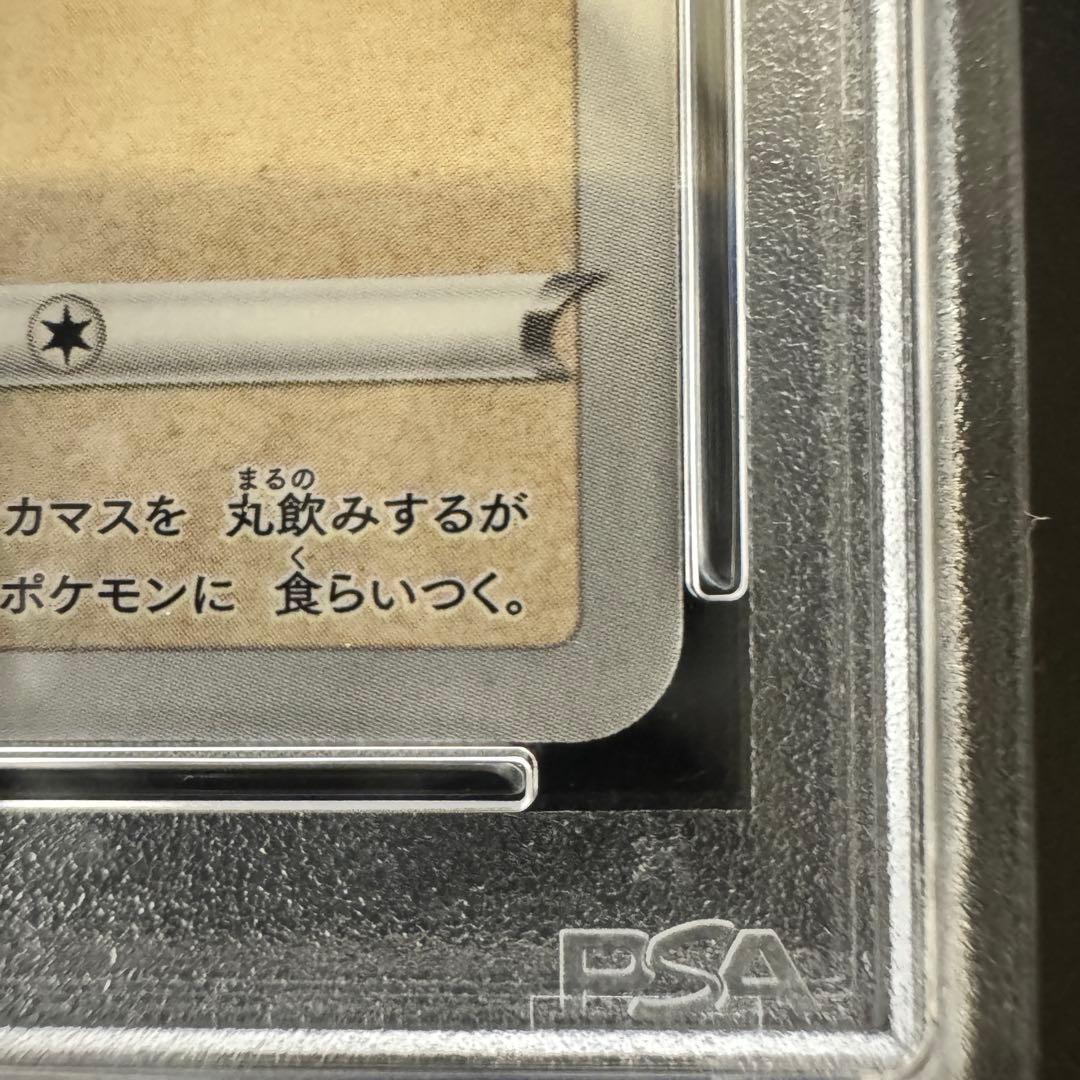 まるの
カマスを 丸飲みするが
く
ポケモンに 食らいつく。
PSA